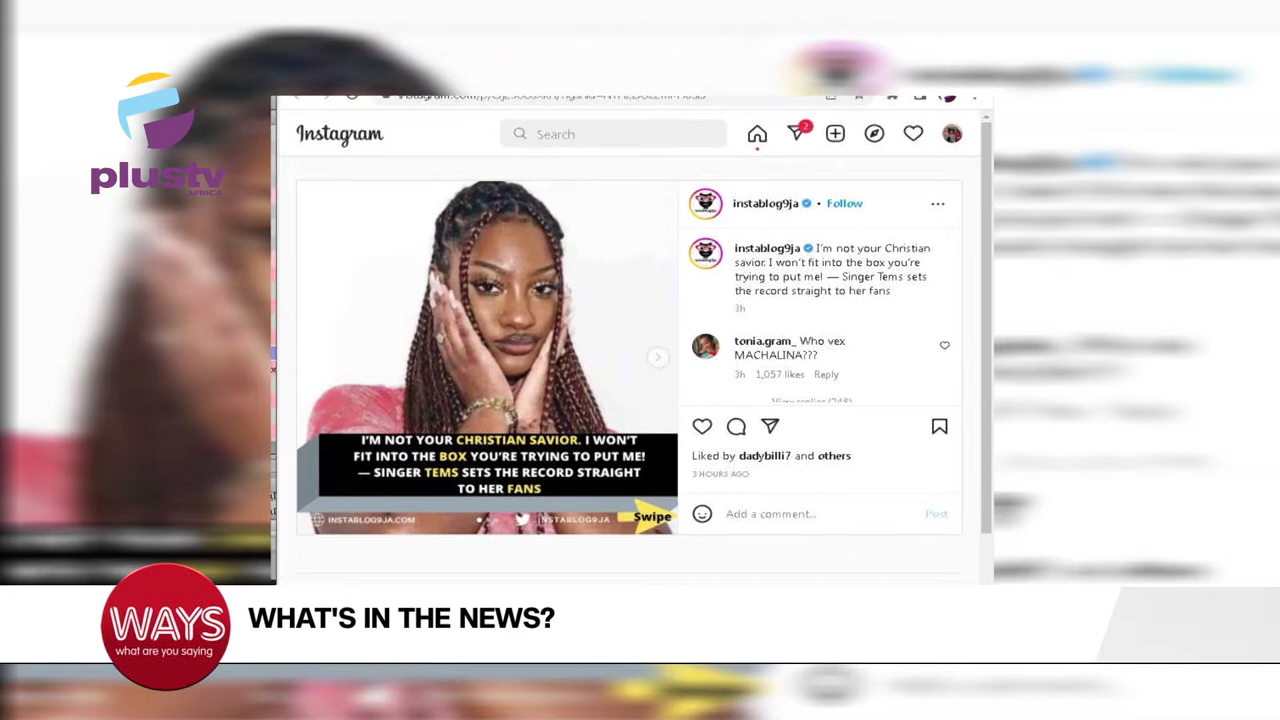 plustv
AFRICA
Instagram
Search
2
instablog9ja • Follow
instablog9ja I'm not your Christian
savior. I won't fit into the box you're
trying to put me! — Singer Tems sets
the record straight to her fans
3h
tonia.gram_ Who vex
MACHALINA???
3h 1,057 likes Reply
View replies (248)
I'M NOT YOUR CHRISTIAN SAVIOR. I WON'T
FIT INTO THE BOX YOU'RE TRYING TO PUT ME!
— SINGER TEMS SETS THE RECORD STRAIGHT
TO HER FANS
INSTABLOG9JA.COM
INSTABLOG9JA
Swipe
Liked by dadybilli7 and others
3 HOURS AGO
Add a comment...
Post
WAYS
what are you saying
WHAT'S IN THE NEWS?